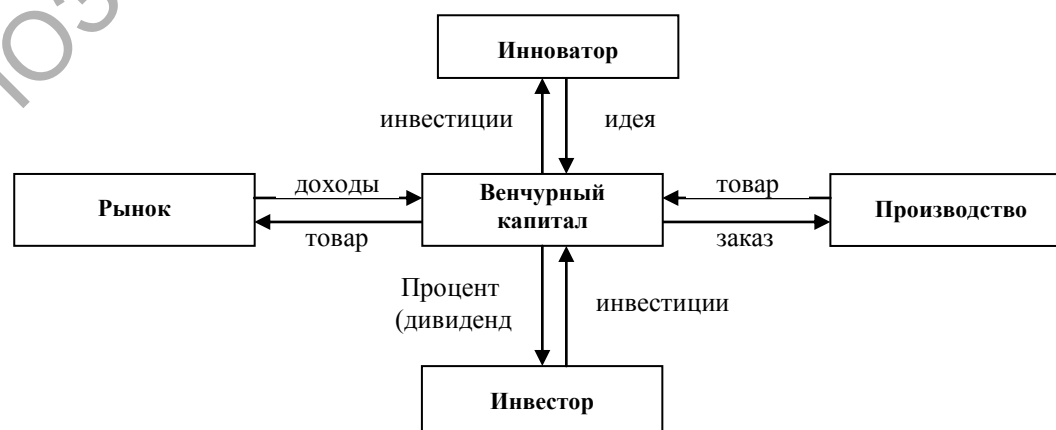 Инноватор
инвестиции
идея
Рынок
доходы
товар
Венчурный
капитал
товар
заказ
Производство
Процент
(дивиденд
инвестиции
Инвестор